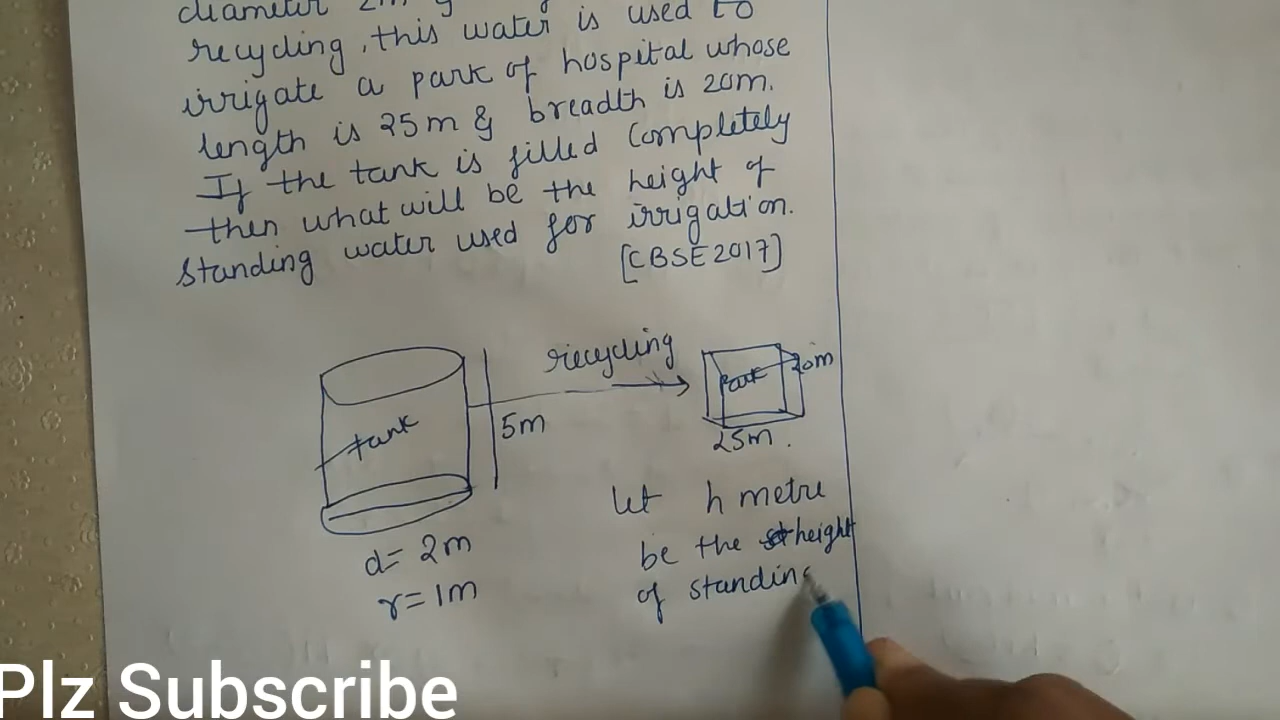 diameter 2m
recycling, this water is used to
irrigate a park of hospital whose
length is 25m & breadth is 20m.
If the tank is filled completely
then what will be the height of
standing water used for irrigation.
[CBSE 2017]
recycling
tank
5m
Park
20m
25m.
d = 2m
r = 1m
let h metre
be the height
of standing
Plz Subscribe